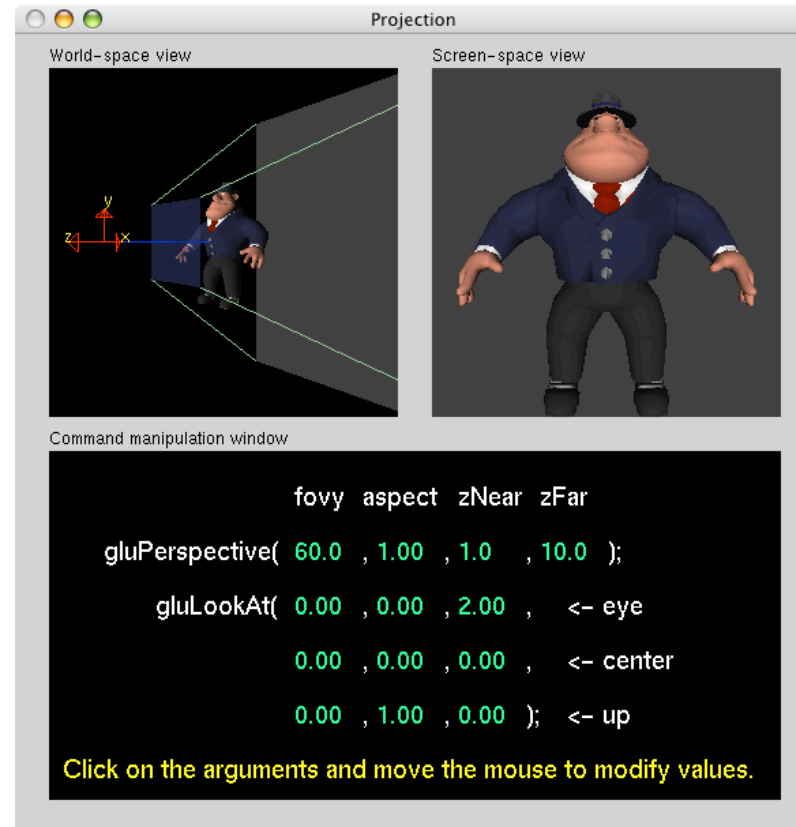 Projection
World-space view
Screen-space view
y
z x
Command manipulation window
fovy aspect zNear zFar
gluPerspective( 60.0 , 1.00 , 1.0 , 10.0 );
gluLookAt( 0.00 , 0.00 , 2.00 , <- eye
0.00 , 0.00 , 0.00 , <- center
0.00 , 1.00 , 0.00 ); <- up
Click on the arguments and move the mouse to modify values.